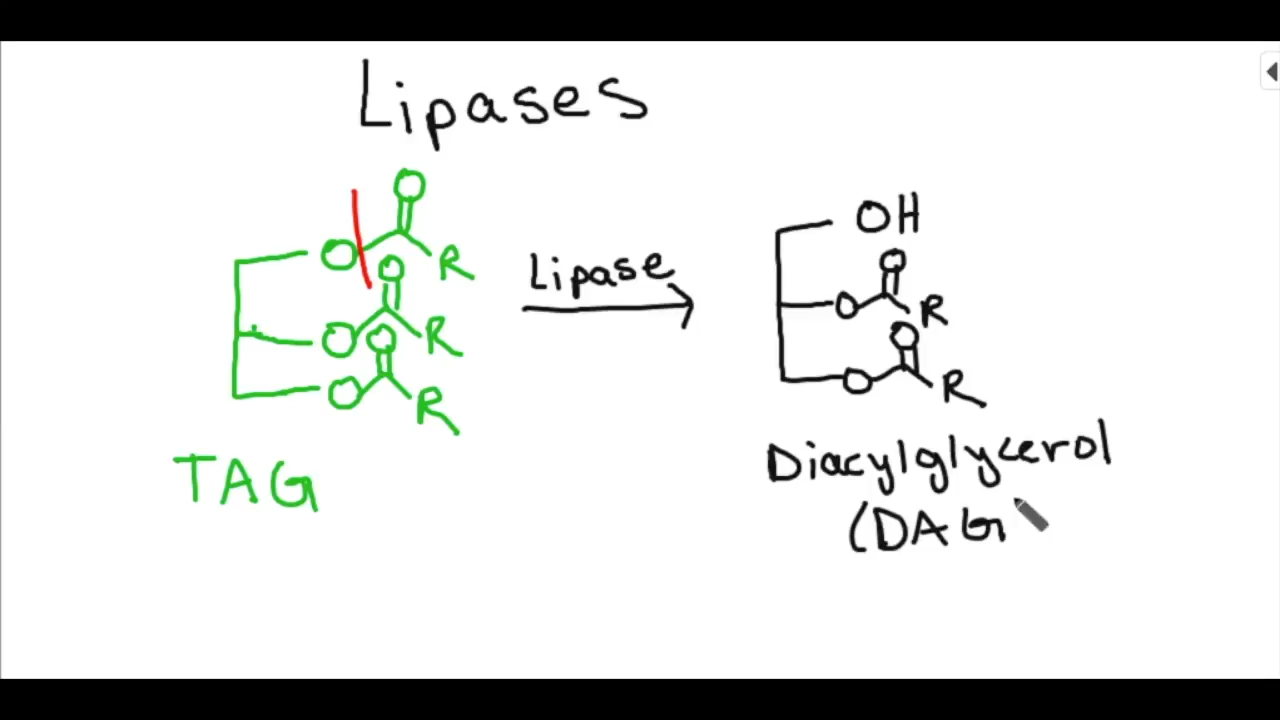 Lipases
O
O R
O
O R
O
O R
TAG
Lipase
OH
O
O R
O
O R
Diacylglycerol
(DAG